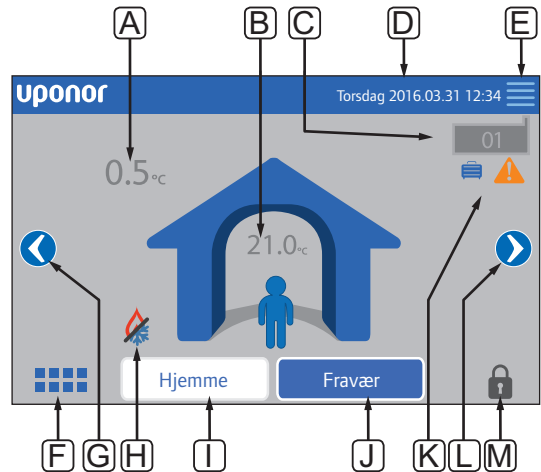 A B C D E
uponor Torsdag 2016.03.31 12:34
01
0.5°C
21.0°C
Hjemme Fravær
F G H I J K L M